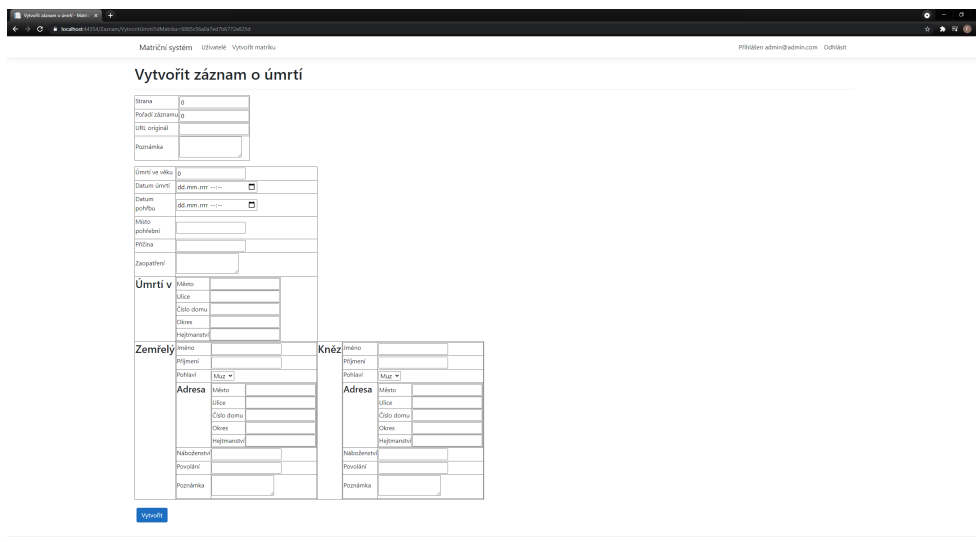 Vytvořit záznam o úmrtí - Matri
localhost:44354/Zaznam/VytvoritUmrti?idMatrika=
Matriční systém Uživatelé Vytvořit matriku Přihlášen admin@admin.com Odhlásit
Vytvořit záznam o úmrtí
Strana 0
Pořadí záznamu 0
URL originál
Poznámka
Úmrtí ve věku 0
Datum úmrtí dd.mm.rrrr --:--
Datum
pohřbu dd.mm.rrrr --:--
Místo
pohřební
Příčina
Zaopatření
Úmrtí v Město
Ulice
Číslo domu
Okres
Hejtmanství
Zemřelý Jméno Kněz Jméno
Příjmení Příjmení
Pohlaví Muz Pohlaví Muz
Adresa Město Adresa Město
Ulice Ulice
Číslo domu Číslo domu
Okres Okres
Hejtmanství Hejtmanství
Náboženství Náboženství
Povolání Povolání
Poznámka Poznámka
Vytvořit